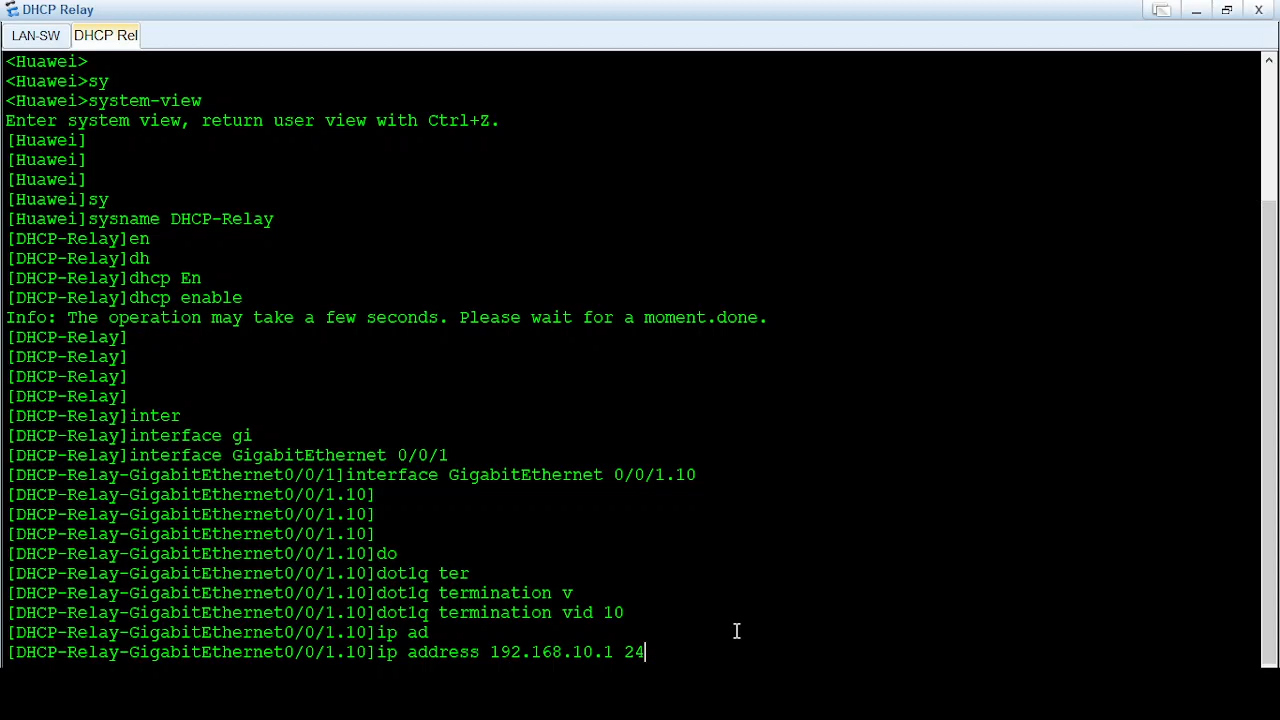 DHCP Relay
LAN-SW
DHCP Rel
<Huawei>
<Huawei>sy
<Huawei>system-view
Enter system view, return user view with Ctrl+Z.
[Huawei]
[Huawei]
[Huawei]
[Huawei]sy
[Huawei]sysname DHCP-Relay
[DHCP-Relay]en
[DHCP-Relay]dh
[DHCP-Relay]dhcp En
[DHCP-Relay]dhcp enable
Info: The operation may take a few seconds. Please wait for a moment.done.
[DHCP-Relay]
[DHCP-Relay]
[DHCP-Relay]
[DHCP-Relay]
[DHCP-Relay]inter
[DHCP-Relay]interface gi
[DHCP-Relay]interface GigabitEthernet 0/0/1
[DHCP-Relay-GigabitEthernet0/0/1]interface GigabitEthernet 0/0/1.10
[DHCP-Relay-GigabitEthernet0/0/1.10]
[DHCP-Relay-GigabitEthernet0/0/1.10]
[DHCP-Relay-GigabitEthernet0/0/1.10]
[DHCP-Relay-GigabitEthernet0/0/1.10]do
[DHCP-Relay-GigabitEthernet0/0/1.10]dot1q ter
[DHCP-Relay-GigabitEthernet0/0/1.10]dot1q termination v
[DHCP-Relay-GigabitEthernet0/0/1.10]dot1q termination vid 10
[DHCP-Relay-GigabitEthernet0/0/1.10]ip ad
[DHCP-Relay-GigabitEthernet0/0/1.10]ip address 192.168.10.1 24